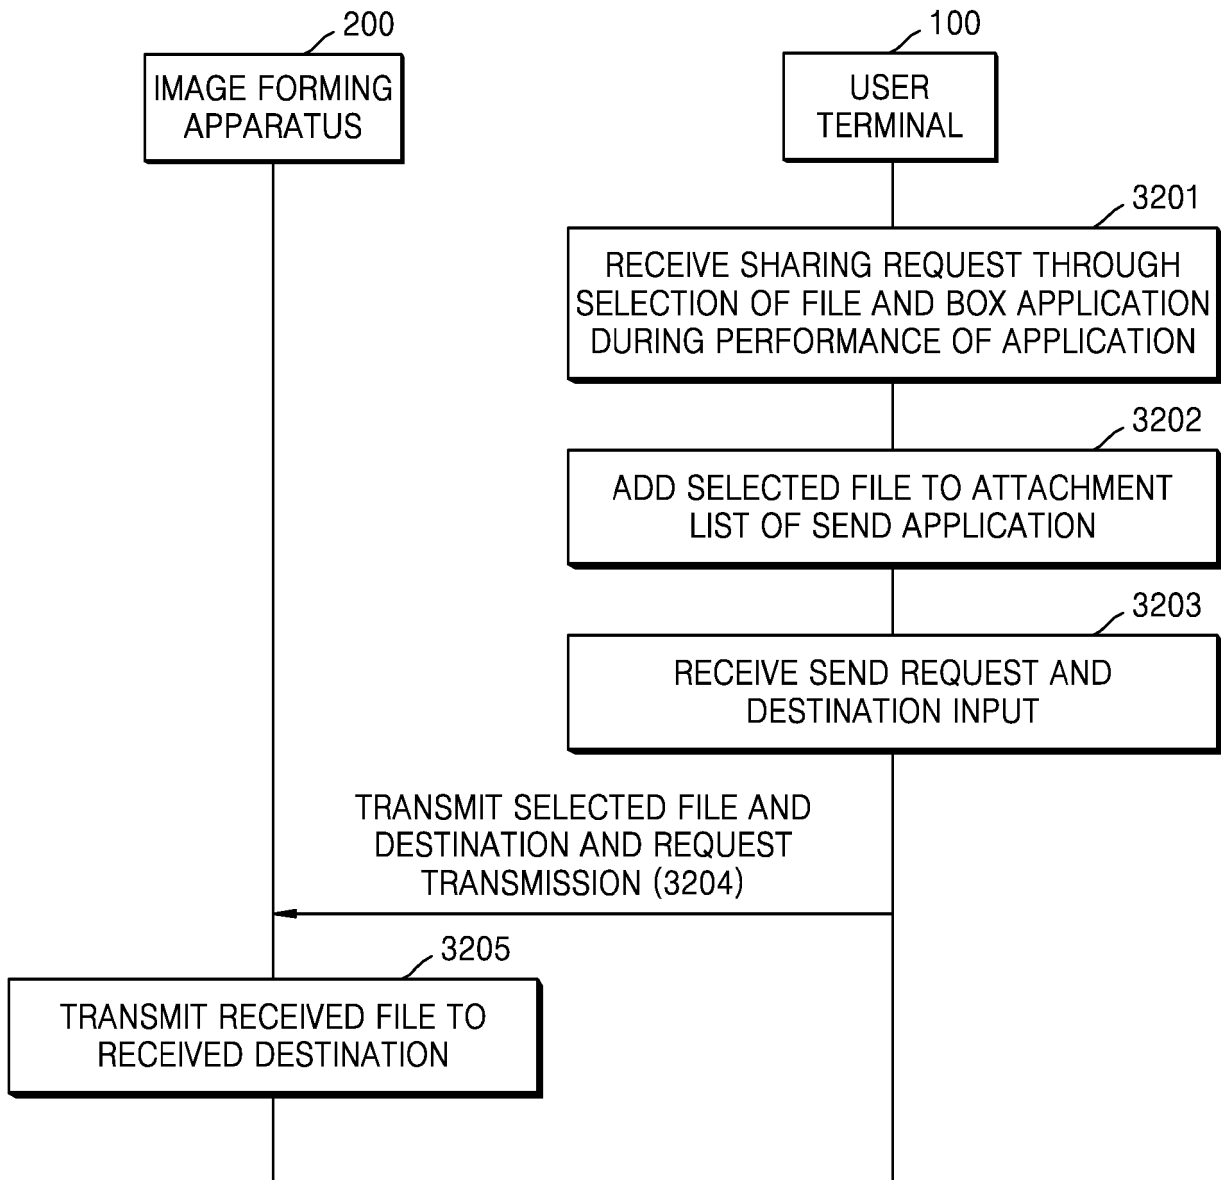 200
IMAGE FORMING
APPARATUS
100
USER
TERMINAL
3201
RECEIVE SHARING REQUEST THROUGH
SELECTION OF FILE AND BOX APPLICATION
DURING PERFORMANCE OF APPLICATION
3202
ADD SELECTED FILE TO ATTACHMENT
LIST OF SEND APPLICATION
3203
RECEIVE SEND REQUEST AND
DESTINATION INPUT
TRANSMIT SELECTED FILE AND
DESTINATION AND REQUEST
TRANSMISSION (3204)
3205
TRANSMIT RECEIVED FILE TO
RECEIVED DESTINATION